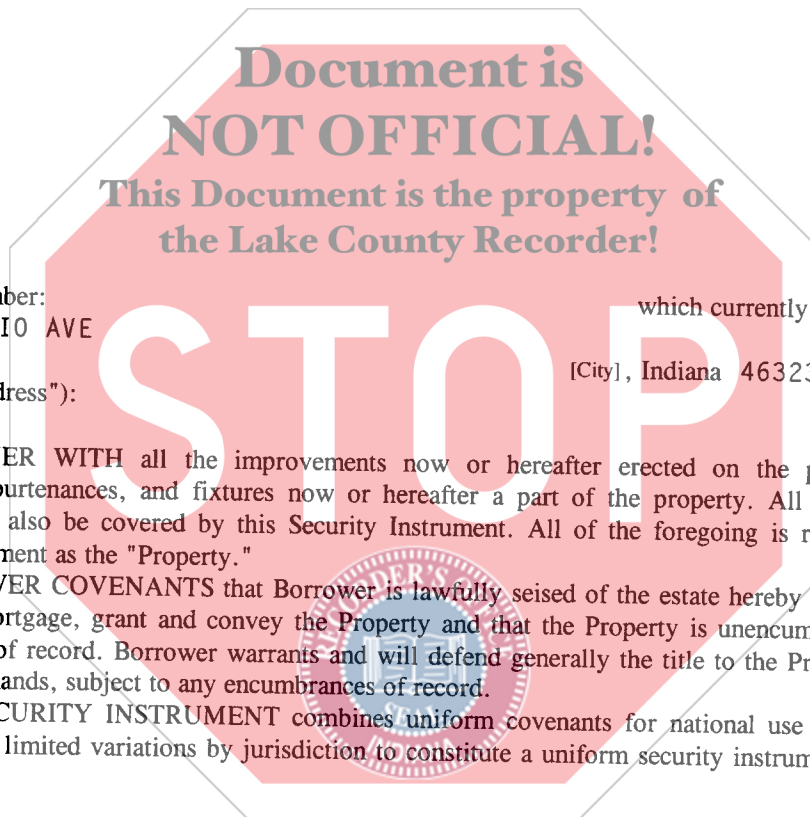 Document is
NOT OFFICIAL!
This Document is the property of
the Lake County Recorder!
ber:
which currently
IO AVE
[City], Indiana 4632
dress"):
STOP
ER WITH all the improvements now or hereafter erected on the
purtenances, and fixtures now or hereafter a part of the property. All
also be covered by this Security Instrument. All of the foregoing is
ment as the "Property."
VER COVENANTS that Borrower is lawfully seised of the estate hereby
ortgage, grant and convey the Property and that the Property is unencum
of record. Borrower warrants and will defend generally the title to the Pr
ands, subject to any encumbrances of record.
CURITY INSTRUMENT combines uniform covenants for national use
limited variations by jurisdiction to constitute a uniform security instrum
SEAL